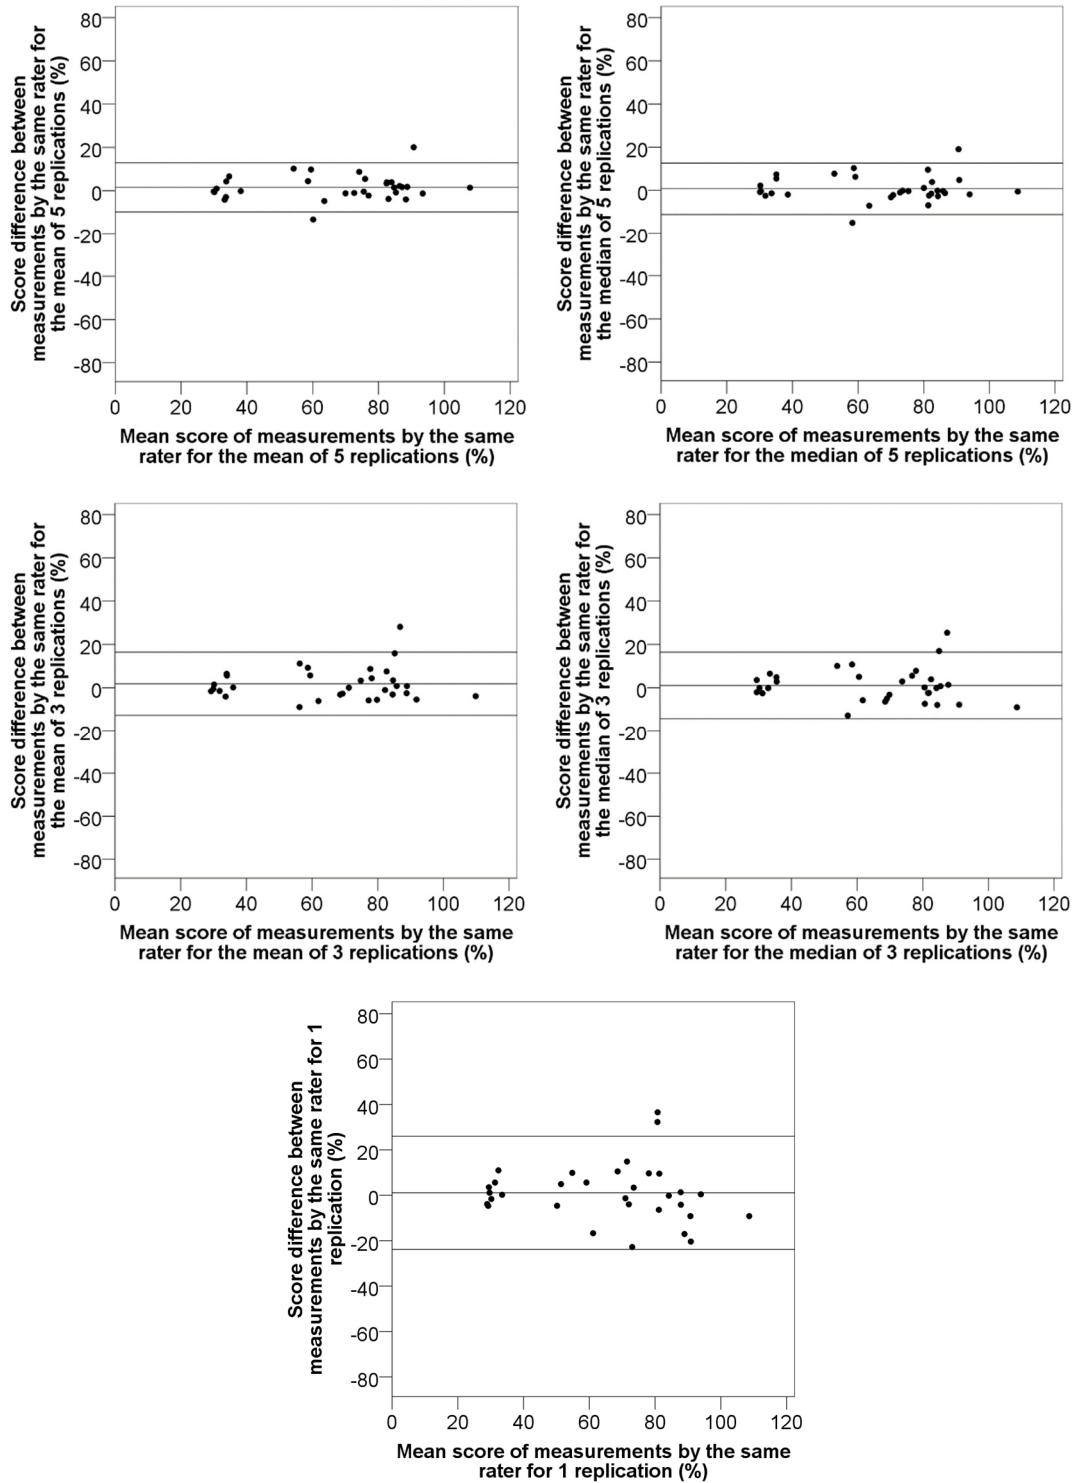 Score difference between
measurements by the same rater for
the mean of 5 replications (%)
80
60
40
20
0
-20
-40
-60
-80
0 20 40 60 80 100 120
Mean score of measurements by the same
rater for the mean of 5 replications (%)
Score difference between
measurements by the same rater for
the median of 5 replications (%)
80
60
40
20
0
-20
-40
-60
-80
0 20 40 60 80 100 120
Mean score of measurements by the same
rater for the median of 5 replications (%)
Score difference between
measurements by the same rater for
the mean of 3 replications (%)
80
60
40
20
0
-20
-40
-60
-80
0 20 40 60 80 100 120
Mean score of measurements by the same
rater for the mean of 3 replications (%)
Score difference between
measurements by the same rater for
the median of 3 replications (%)
80
60
40
20
0
-20
-40
-60
-80
0 20 40 60 80 100 120
Mean score of measurements by the same
rater for the median of 3 replications (%)
Score difference between
measurements by the same rater for 1
replication (%)
80
60
40
20
0
-20
-40
-60
-80
0 20 40 60 80 100 120
Mean score of measurements by the same
rater for 1 replication (%)